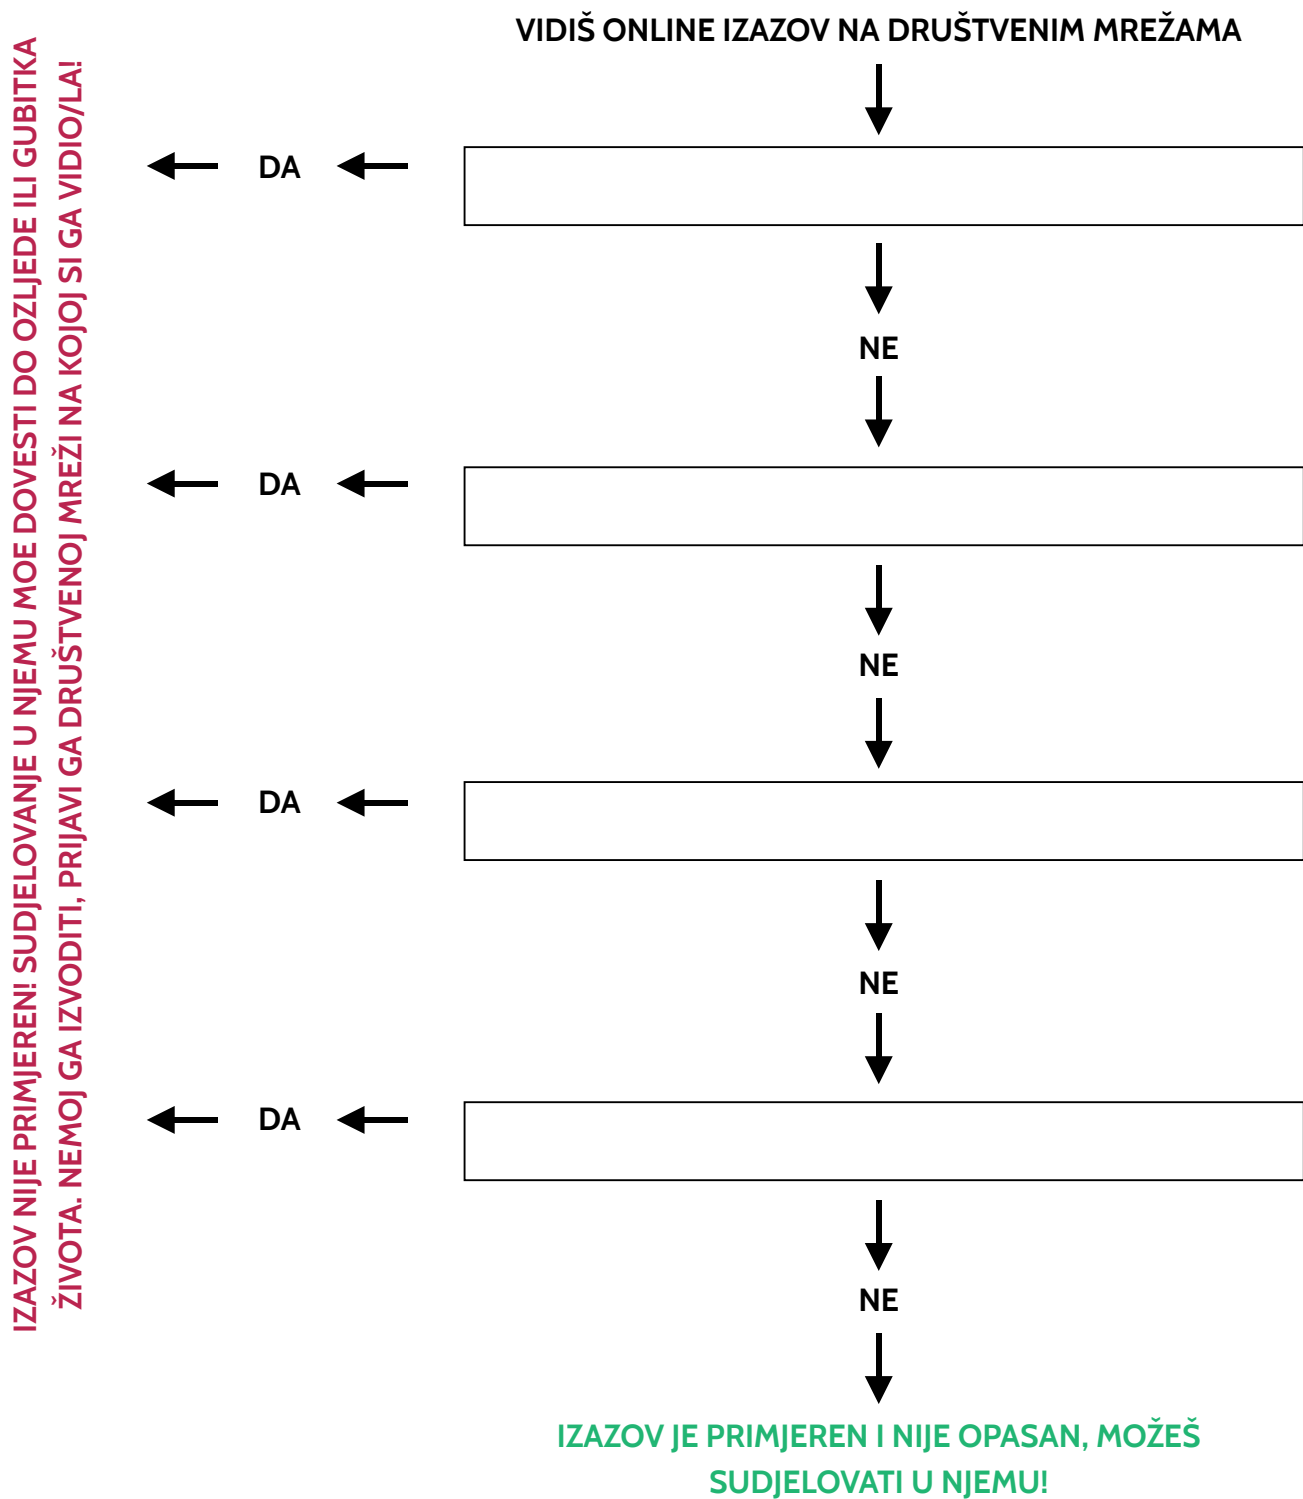 VIDIŠ ONLINE IZAZOV NA DRUŠTVENIM MREŽAMA
DA
NE
DA
NE
DA
NE
DA
NE
IZAZOV JE PRIMJEREN I NIJE OPASAN, MOŽEŠ
SUDJELOVATI U NJEMU!
IZAZOV NIJE PRIMJEREN! SUDJELOVANJE U NJEMU MOE DOVESTI DO OZLJEDE ILI GUBITKA
ŽIVOTA. NEMOJ GA IZVODITI, PRIJAVI GA DRUŠTVENOJ MREŽI NA KOJOJ SI GA VIDIO/LA!